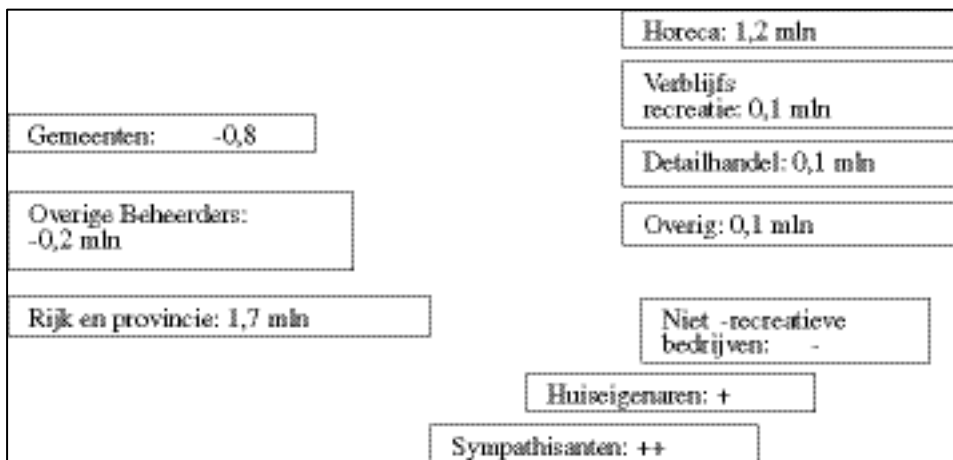 Horeca: 1,2 mln
Verblijfs
recreatie: 0,1 mln
Gemeenten: -0,8
Detailhandel: 0,1 mln
Overige Beheerders:
-0,2 mln
Overig: 0,1 mln
Rijk en provincie: 1,7 mln
Niet -recreatieve
bedrijven: -
Huiseigenaren: +
Sympathisanten: ++